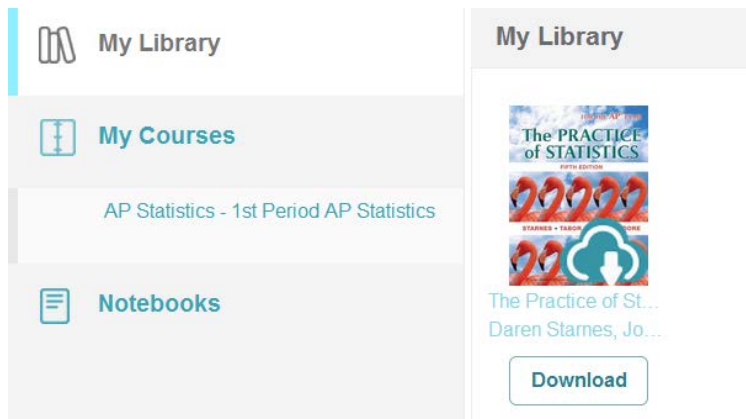 My Library
My Courses
AP Statistics - 1st Period AP Statistics
Notebooks
My Library
The PRACTICE
of STATISTICS
FIFTH EDITION
STARNES • TABOR
The Practice of St...
Daren Starnes, Jo...
Download